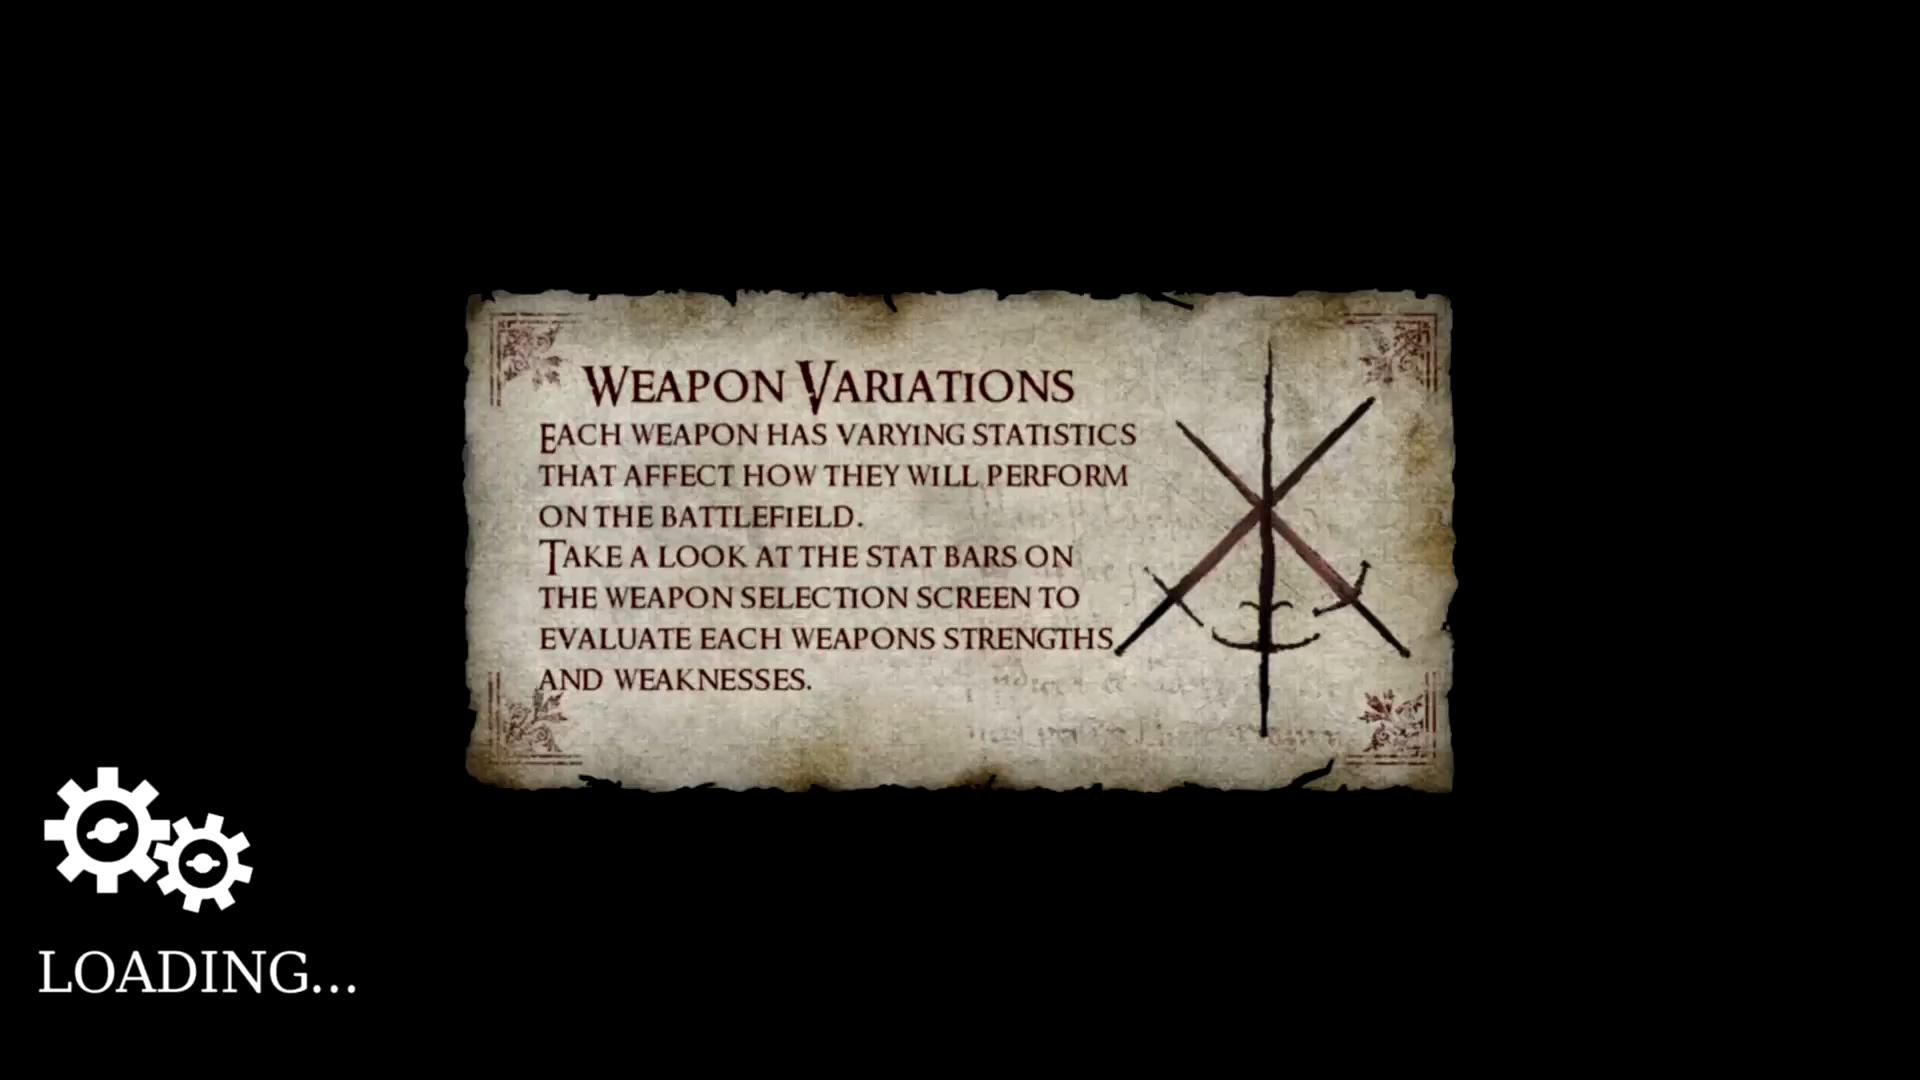 WEAPON VARIATIONS
EACH WEAPON HAS VARYING STATISTICS
THAT AFFECT HOW THEY WILL PERFORM
ON THE BATTLEFIELD.
TAKE A LOOK AT THE STAT BARS ON
THE WEAPON SELECTION SCREEN TO
EVALUATE EACH WEAPONS STRENGTHS
AND WEAKNESSES.
LOADING...